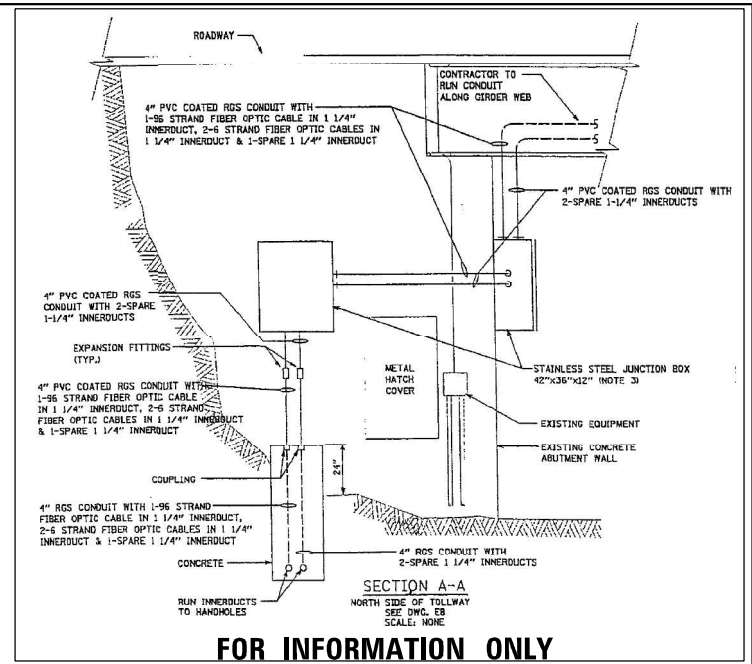 ROADWAY
CONTRACTOR TO
RUN CONDUIT
ALONG GIRDER WEB
4" PVC COATED RGS CONDUIT WITH
1-96 STRAND FIBER OPTIC CABLE IN 1 1/4"
INNERDUCT, 2-6 STRAND FIBER OPTIC CABLES IN
1 1/4" INNERDUCT & 1-SPARE 1 1/4" INNERDUCT
4" PVC COATED RGS CONDUIT WITH
2-SPARE 1-1/4" INNERDUCTS
4" PVC COATED RGS
CONDUIT WITH 2-SPARE
1-1/4" INNERDUCTS
EXPANSION FITTINGS
(TYP.)
METAL
HATCH
COVER
STAINLESS STEEL JUNCTION BOX
42"x36"x12" (NOTE 3)
4" PVC COATED RGS CONDUIT WITH
1-96 STRAND FIBER OPTIC CABLE
IN 1 1/4" INNERDUCT, 2-6 STRAND
FIBER OPTIC CABLES IN 1 1/4" INNERDUCT
& 1-SPARE 1 1/4" INNERDUCT
EXISTING EQUIPMENT
EXISTING CONCRETE
ABUTMENT WALL
24"
COUPLING
4" RGS CONDUIT WITH 1-96 STRAND
FIBER OPTIC CABLE IN 1 1/4" INNERDUCT,
2-6 STRAND FIBER OPTIC CABLES IN 1 1/4"
INNERDUCT & 1-SPARE 1 1/4" INNERDUCT
CONCRETE
4" RGS CONDUIT WITH
2-SPARE 1 1/4" INNERDUCTS
RUN INNERDUCTS
TO HANDHOLES
SECTION A-A
NORTH SIDE OF TOLLWAY
SEE DWG. E8
SCALE: NONE
FOR INFORMATION ONLY